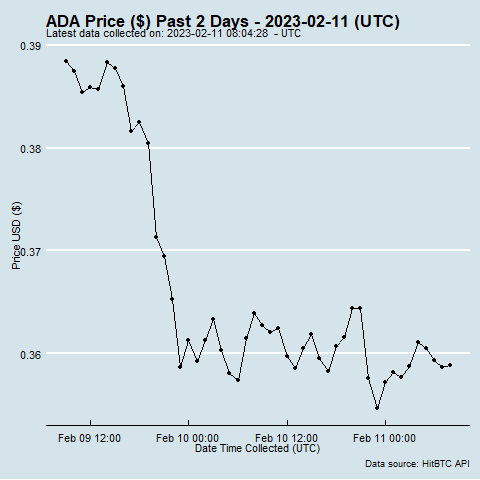 ADA Price ($) Past 2 Days - 2023-02-11 (UTC)
Latest data collected on: 2023-02-11 08:04:28  - UTC
0.39
0.38
0.37
0.36
Price USD ($)
Feb 09 12:00
Feb 10 00:00
Feb 10 12:00
Feb 11 00:00
Date Time Collected (UTC)
Data source: HitBTC API